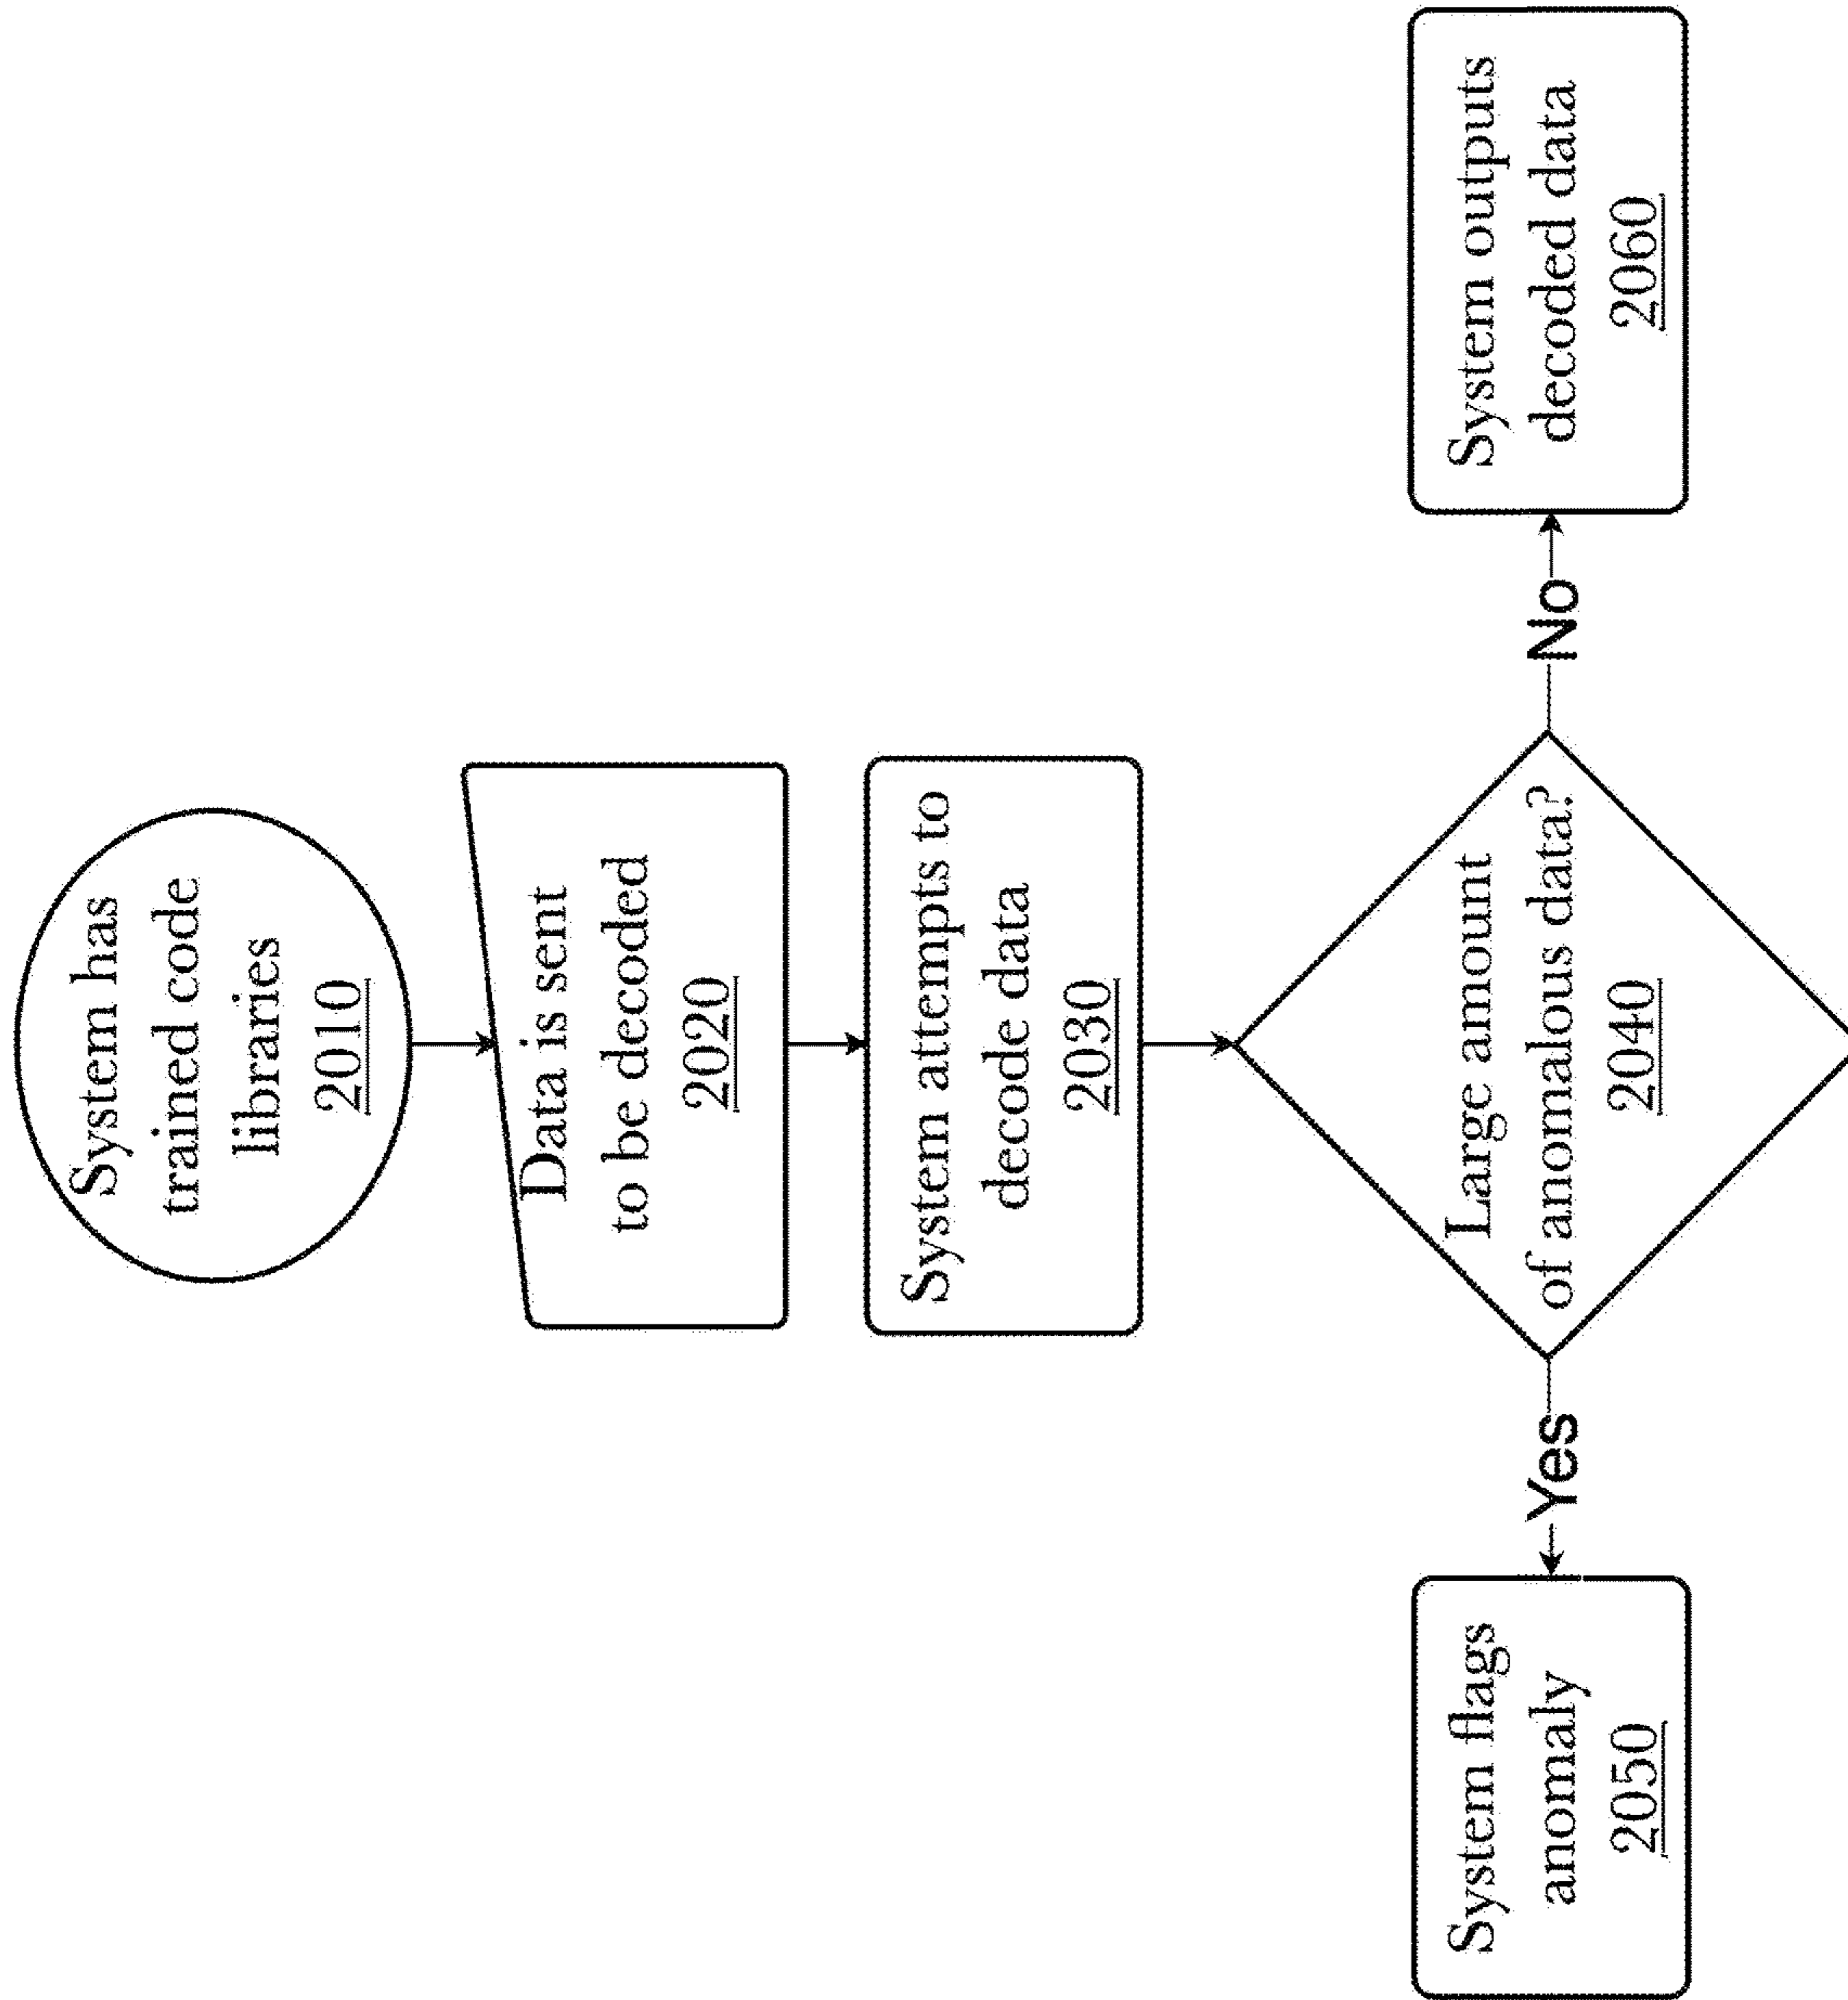 System has
trained code
libraries
2010
Data is sent
to be decoded
2020
System attempts to
decode data
2030
Large amount
of anomalous data?
2040
Yes
No
System flags
anomaly
2050
System outputs
decoded data
2060